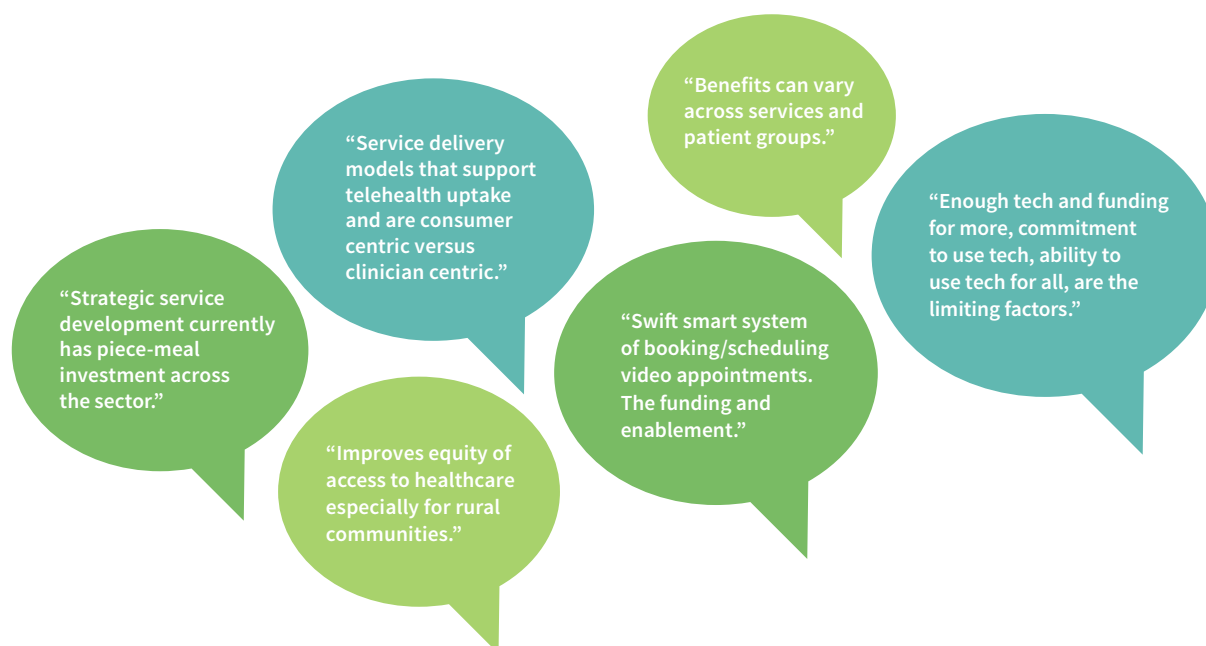 “Strategic service
development currently
has piece-meal
investment across
the sector.”
“Service delivery
models that support
telehealth uptake
and are consumer
centric versus
clinician centric.”
“Improves equity of
access to healthcare
especially for rural
communities.”
“Benefits can vary
across services and
patient groups.”
“Swift smart system
of booking/scheduling
video appointments.
The funding and
enablement.”
“Enough tech and funding
for more, commitment
to use tech, ability to
use tech for all, are the
limiting factors.”